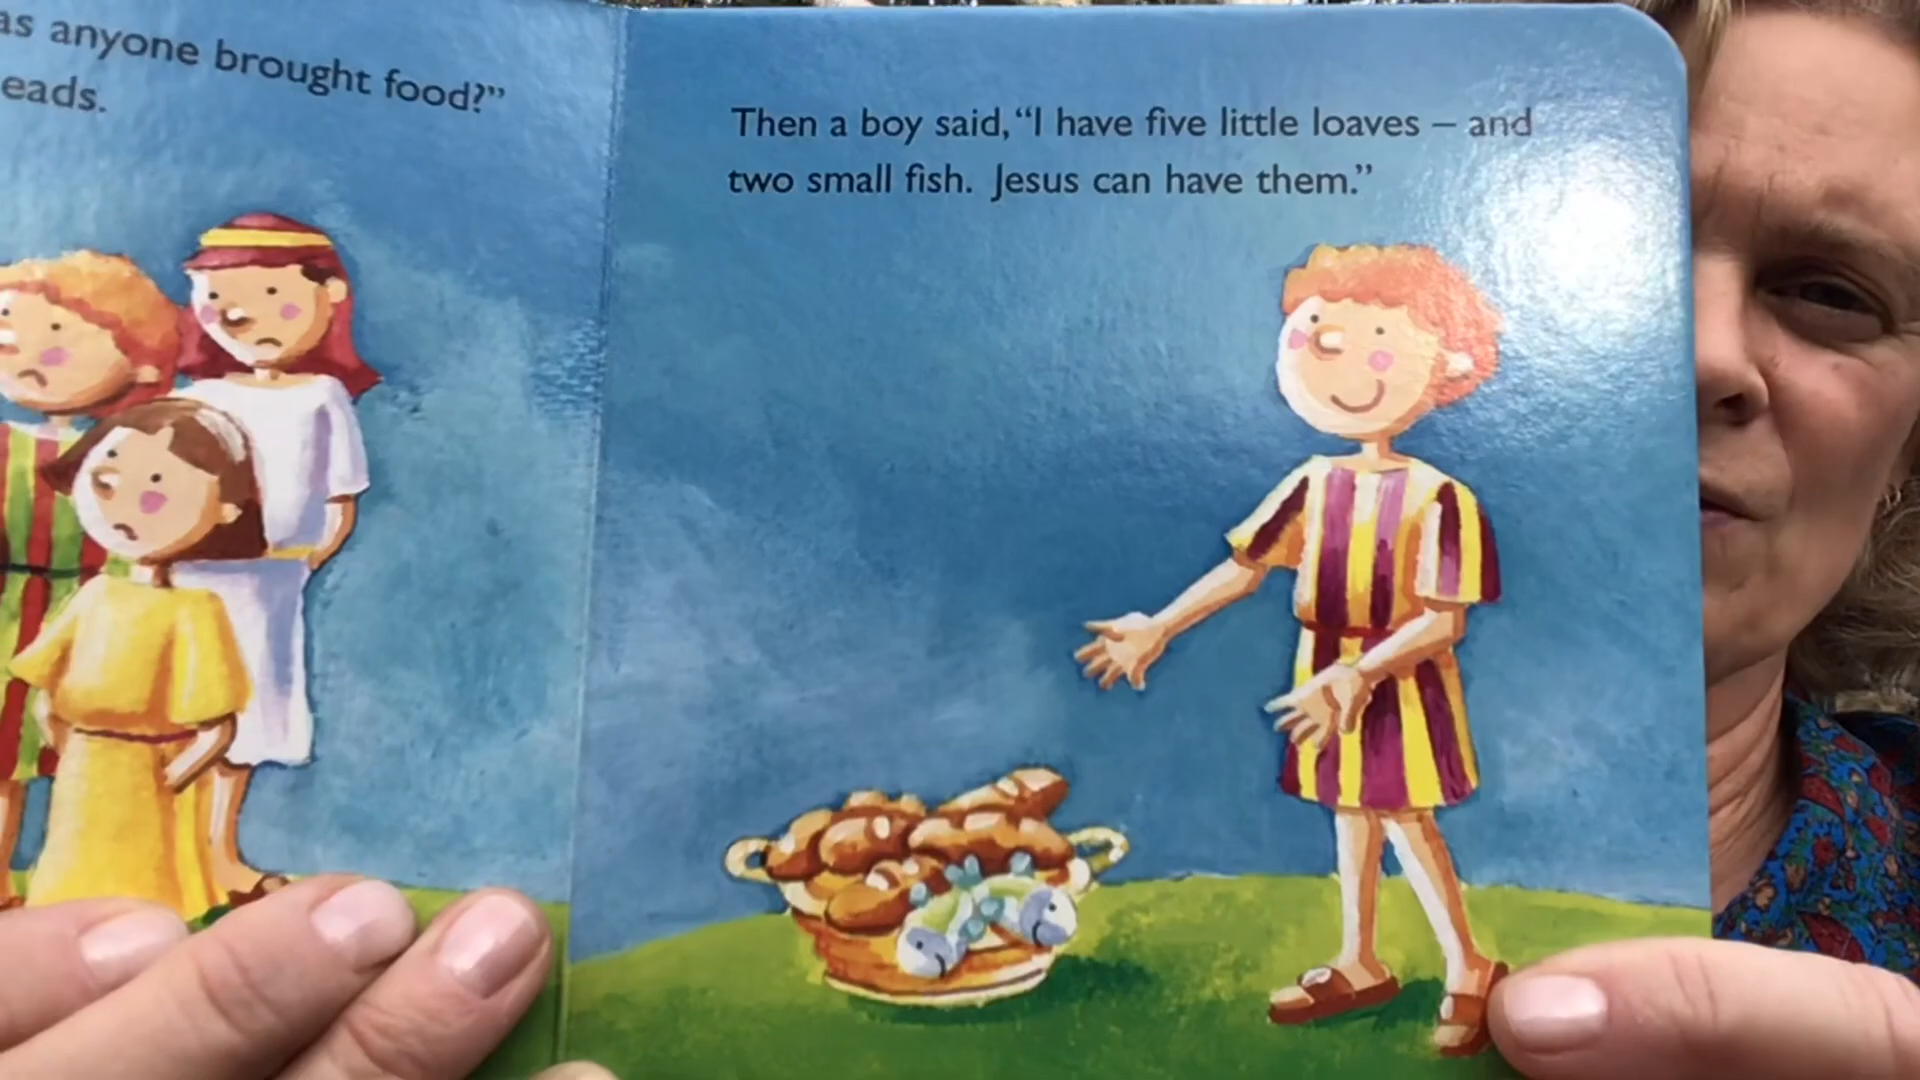 as anyone brought food?”
eads.
Then a boy said, “I have five little loaves – and
two small fish. Jesus can have them.”